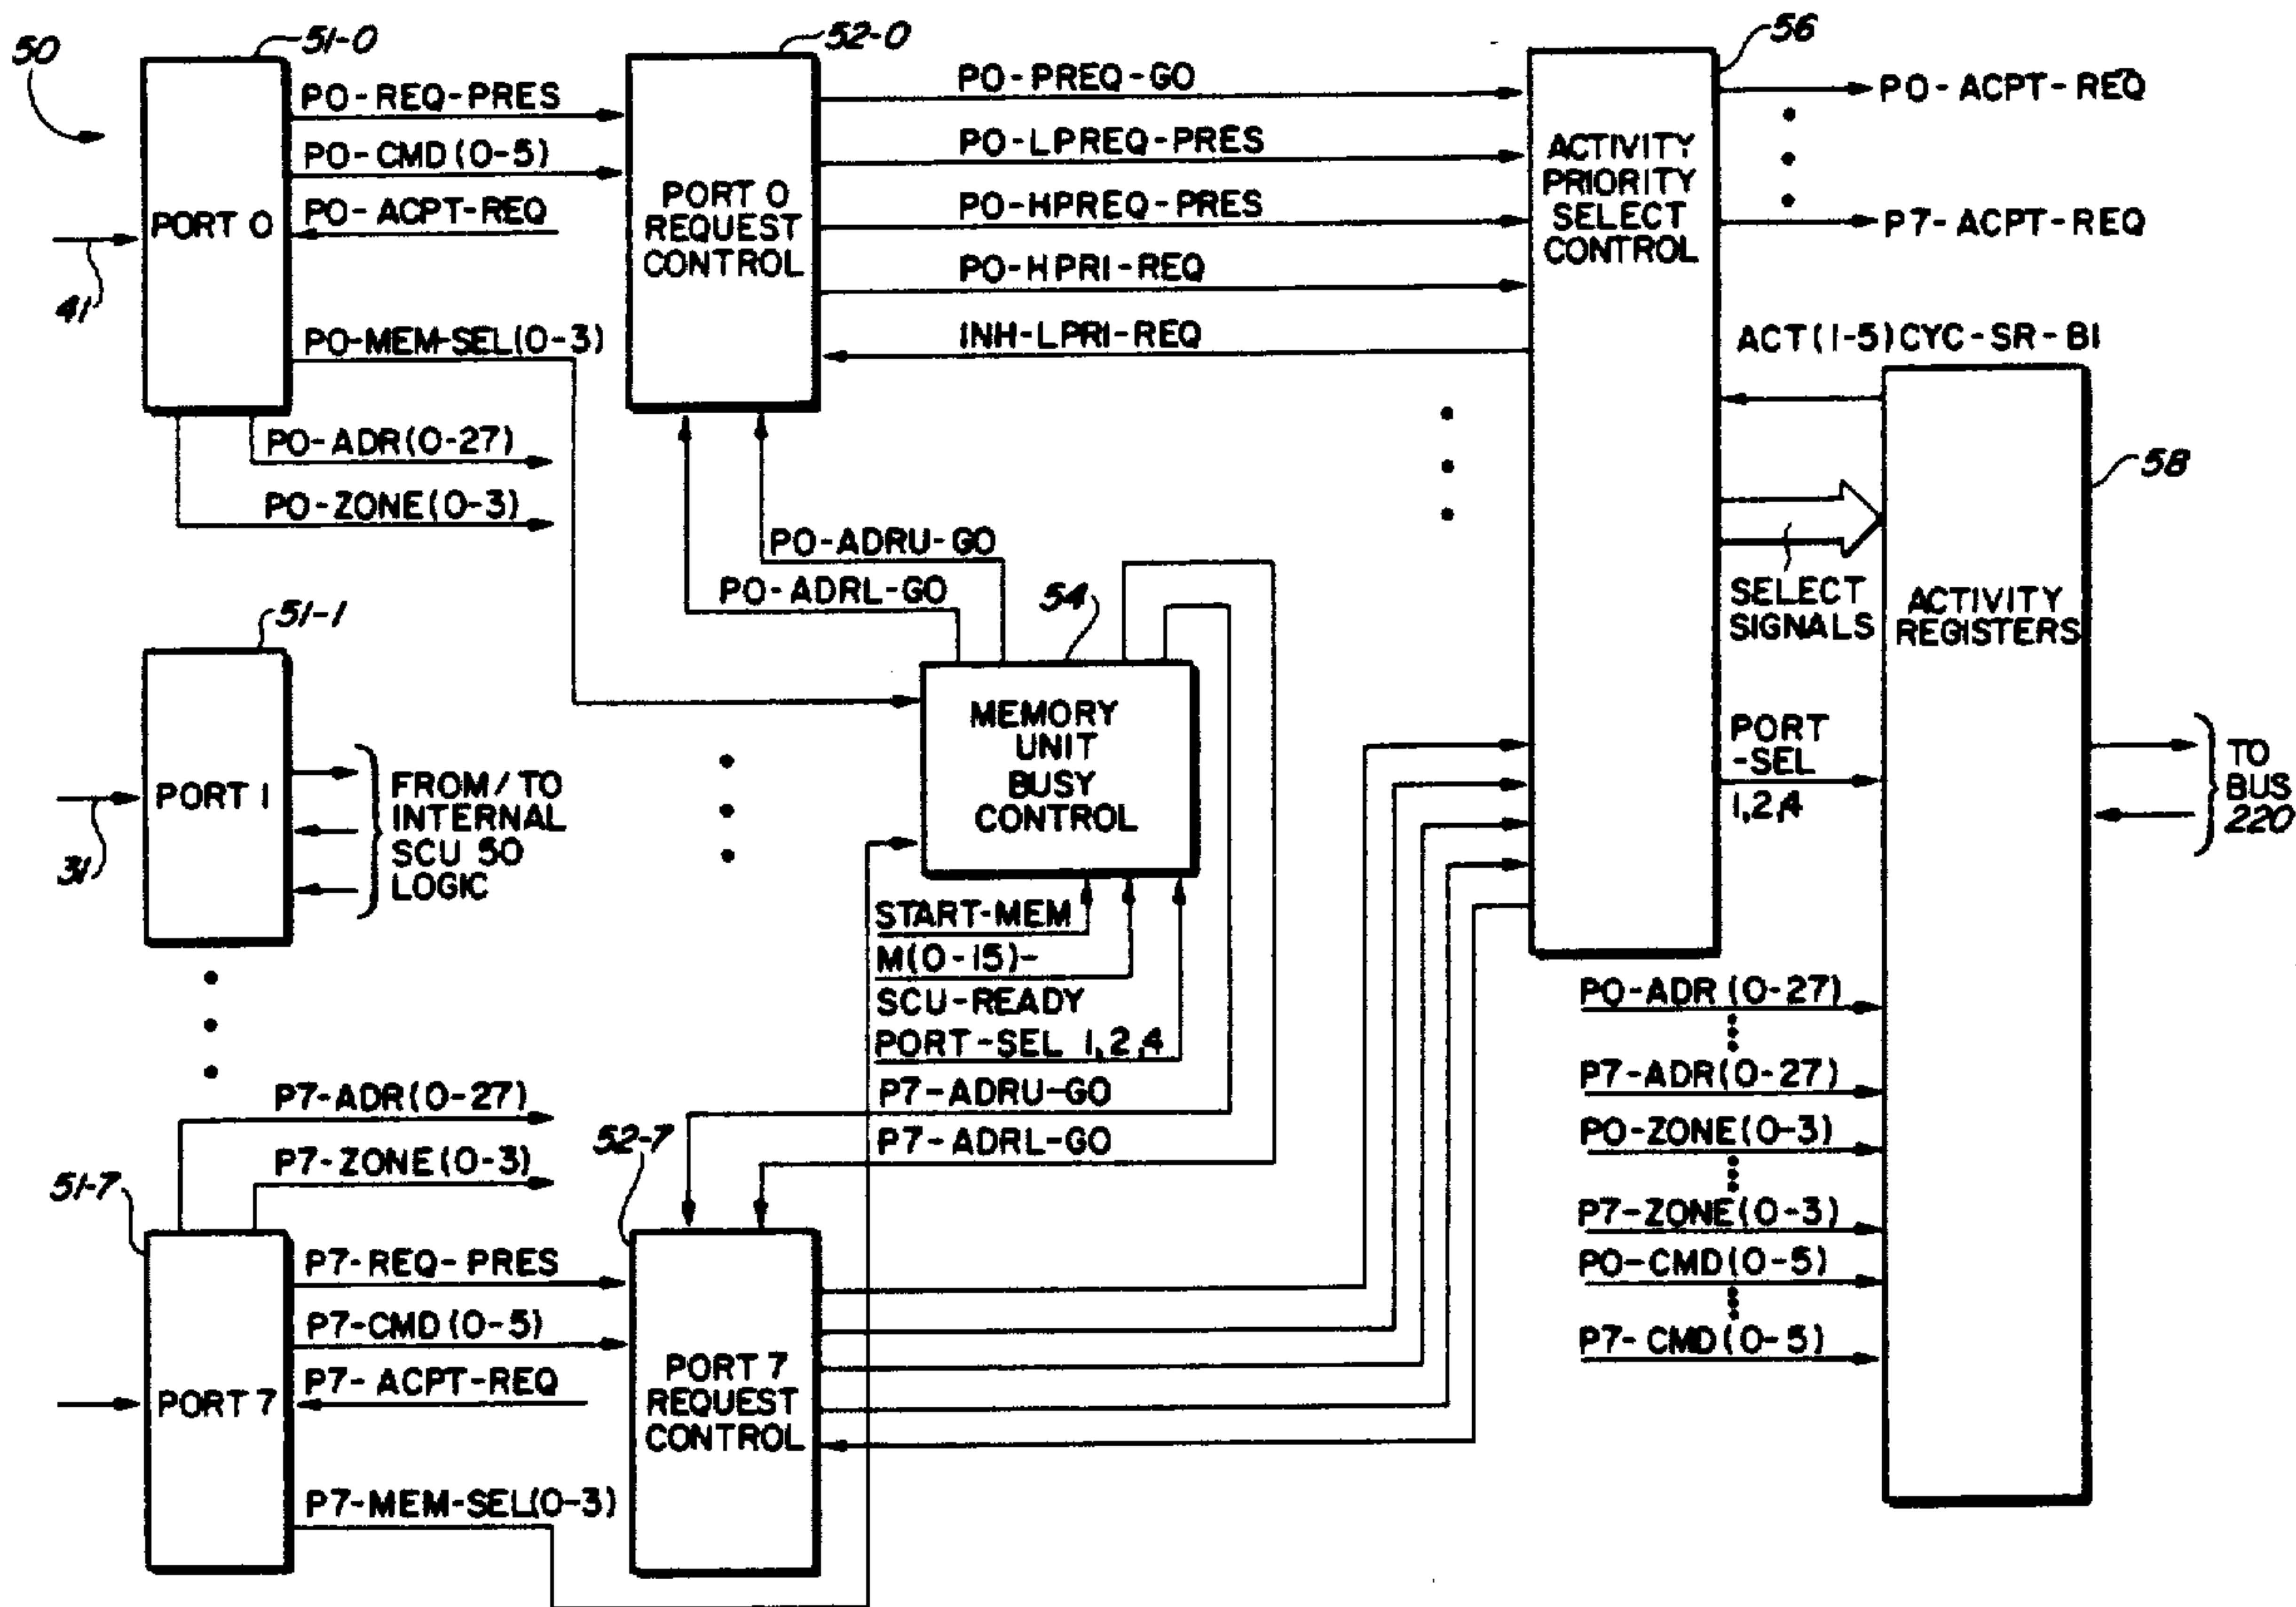 50
51-0
52-0
56
PO-REQ-PRES
PO-CMD(0-5)
PO-ACPT-REQ
PORT 0
41
PO-MEM-SEL(0-3)
PO-ADR(0-27)
PO-ZONE(0-3)
PORT 0
REQUEST
CONTROL
PO-PREQ-GO
PO-LPREQ-PRES
PO-HPREQ-PRES
PO-HPRI-REQ
INH-LPRI-REQ
ACTIVITY
PRIORITY
SELECT
CONTROL
PO-ACPT-REQ
P7-ACPT-REQ
ACT(1-5)CYC-SR-B1
58
SELECT
SIGNALS
ACTIVITY
REGISTERS
PORT
-SEL
1,2,4
TO
BUS
220
PO-ADRU-GO
PO-ADRL-GO
54
MEMORY
UNIT
BUSY
CONTROL
51-1
PORT 1
31
FROM/TO
INTERNAL
SCU 50
LOGIC
START-MEM
M(0-15)-
SCU-READY
PORT-SEL 1,2,4
P7-ADRU-GO
P7-ADRL-GO
PO-ADR(0-27)
P7-ADR(0-27)
PO-ZONE(0-3)
P7-ZONE(0-3)
PO-CMD(0-5)
P7-CMD(0-5)
P7-ADR(0-27)
P7-ZONE(0-3)
51-7
52-7
P7-REQ-PRES
P7-CMD(0-5)
P7-ACPT-REQ
PORT 7
P7-MEM-SEL(0-3)
PORT 7
REQUEST
CONTROL